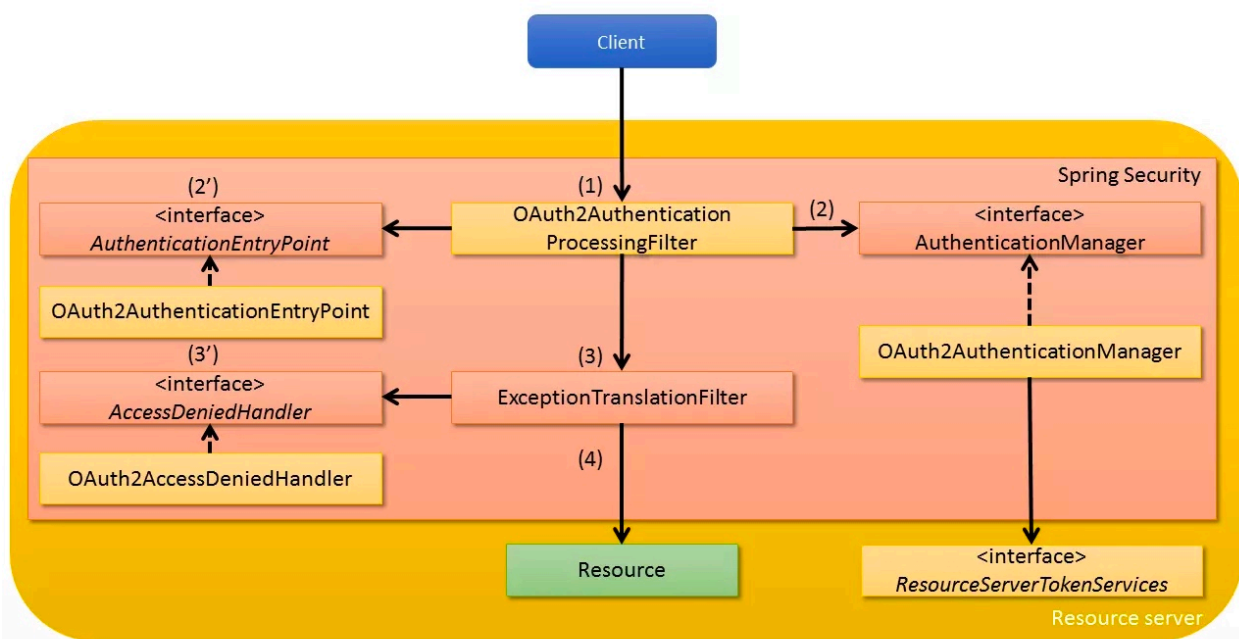 Client
Spring Security
(2')
(1)
<interface>
AuthenticationEntryPoint
OAuth2Authentication
ProcessingFilter
(2)
<interface>
AuthenticationManager
OAuth2AuthenticationEntryPoint
OAuth2AuthenticationManager
(3')
(3)
<interface>
AccessDeniedHandler
ExceptionTranslationFilter
OAuth2AccessDeniedHandler
(4)
Resource
<interface>
ResourceServerTokenServices
Resource server